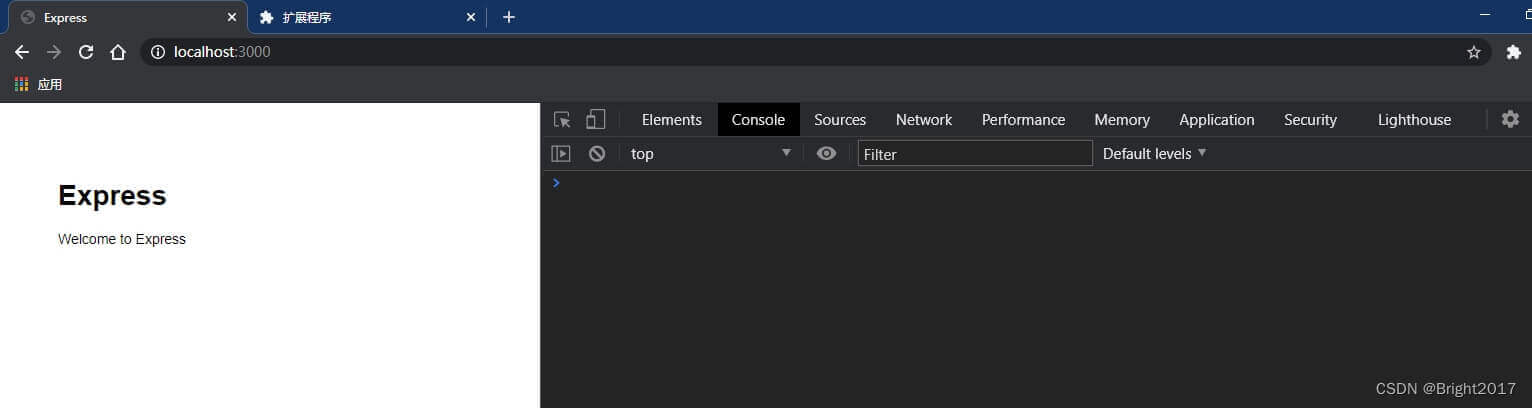 Express 扩展程序
localhost:3000
应用
Elements Console Sources Network Performance Memory Application Security Lighthouse
top Filter Default levels
Express
Welcome to Express
CSDN @Bright2017